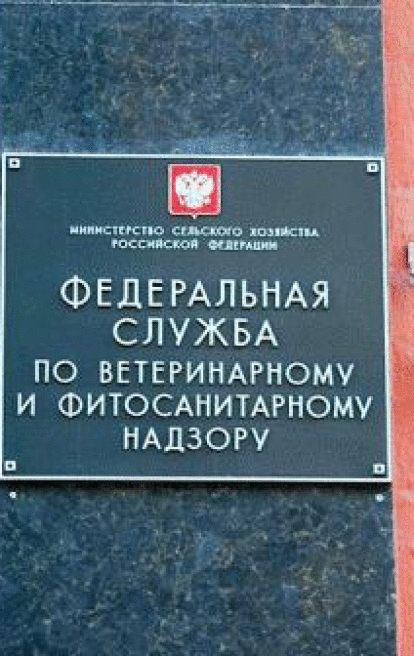 МИНИСТЕРСТВО СЕЛЬСКОГО ХОЗЯЙСТВА
РОССИЙСКОЙ ФЕДЕРАЦИИ
ФЕДЕРАЛЬНАЯ
СЛУЖБА
ПО ВЕТЕРИНАРНОМУ
И ФИТОСАНИТАРНОМУ
НАДЗОРУ